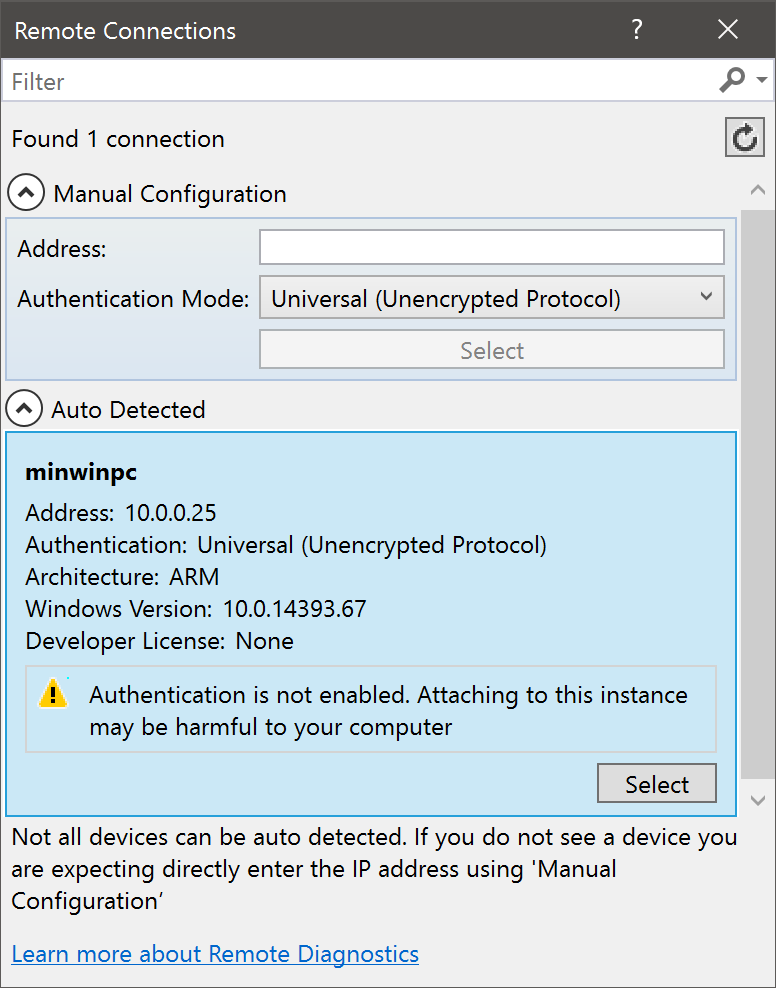 Remote Connections ?
Filter
Found 1 connection
Manual Configuration
Address:
Authentication Mode: Universal (Unencrypted Protocol)
Select
Auto Detected
minwinpc
Address: 10.0.0.25
Authentication: Universal (Unencrypted Protocol)
Architecture: ARM
Windows Version: 10.0.14393.67
Developer License: None
Authentication is not enabled. Attaching to this instance
may be harmful to your computer
Select
Not all devices can be auto detected. If you do not see a device you
are expecting directly enter the IP address using 'Manual
Configuration’
Learn more about Remote Diagnostics